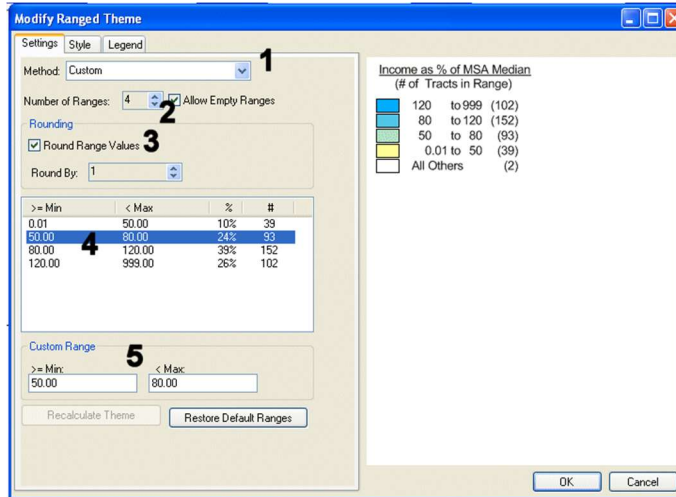 Modify Ranged Theme
Settings Style Legend
1
Method: Custom
Number of Ranges: 4 Allow Empty Ranges
2
Rounding
Round Range Values 3
Round By: 1
>= Min < Max % #
0.01 50.00 10% 39
50.00 80.00 24% 93
80.00 120.00 39% 152
120.00 999.00 26% 102
4
Custom Range
5
>= Min: < Max:
50.00 80.00
Recalculate Theme Restore Default Ranges
Income as % of MSA Median
(# of Tracts in Range)
120 to 999 (102)
80 to 120 (152)
50 to 80 (93)
0.01 to 50 (39)
All Others (2)
OK Cancel